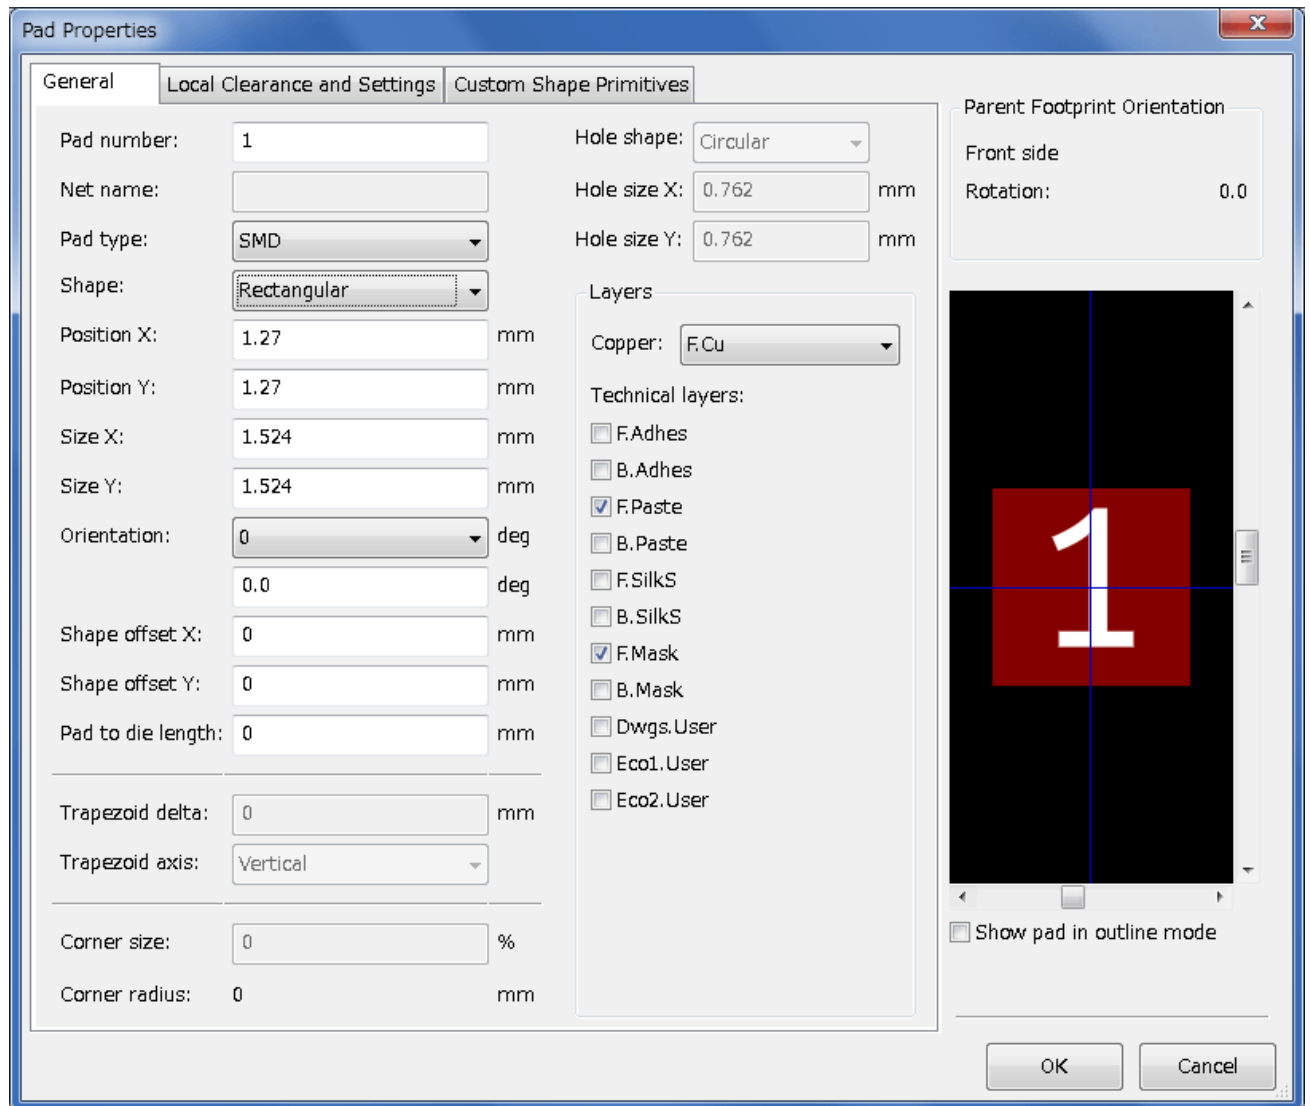 Pad Properties
General
Local Clearance and Settings
Custom Shape Primitives
Pad number: 1
Net name:
Pad type: SMD
Shape: Rectangular
Position X: 1.27 mm
Position Y: 1.27 mm
Size X: 1.524 mm
Size Y: 1.524 mm
Orientation: 0 deg
0.0 deg
Shape offset X: 0 mm
Shape offset Y: 0 mm
Pad to die length: 0 mm
Trapezoid delta: 0 mm
Trapezoid axis: Vertical
Corner size: 0 %
Corner radius: 0 mm
Hole shape: Circular
Hole size X: 0.762 mm
Hole size Y: 0.762 mm
Layers
Copper: F.Cu
Technical layers:
F.Adhes
B.Adhes
F.Paste
B.Paste
F.SilkS
B.SilkS
F.Mask
B.Mask
Dwgs.User
Eco1.User
Eco2.User
Parent Footprint Orientation
Front side
Rotation: 0.0
1
Show pad in outline mode
OK
Cancel